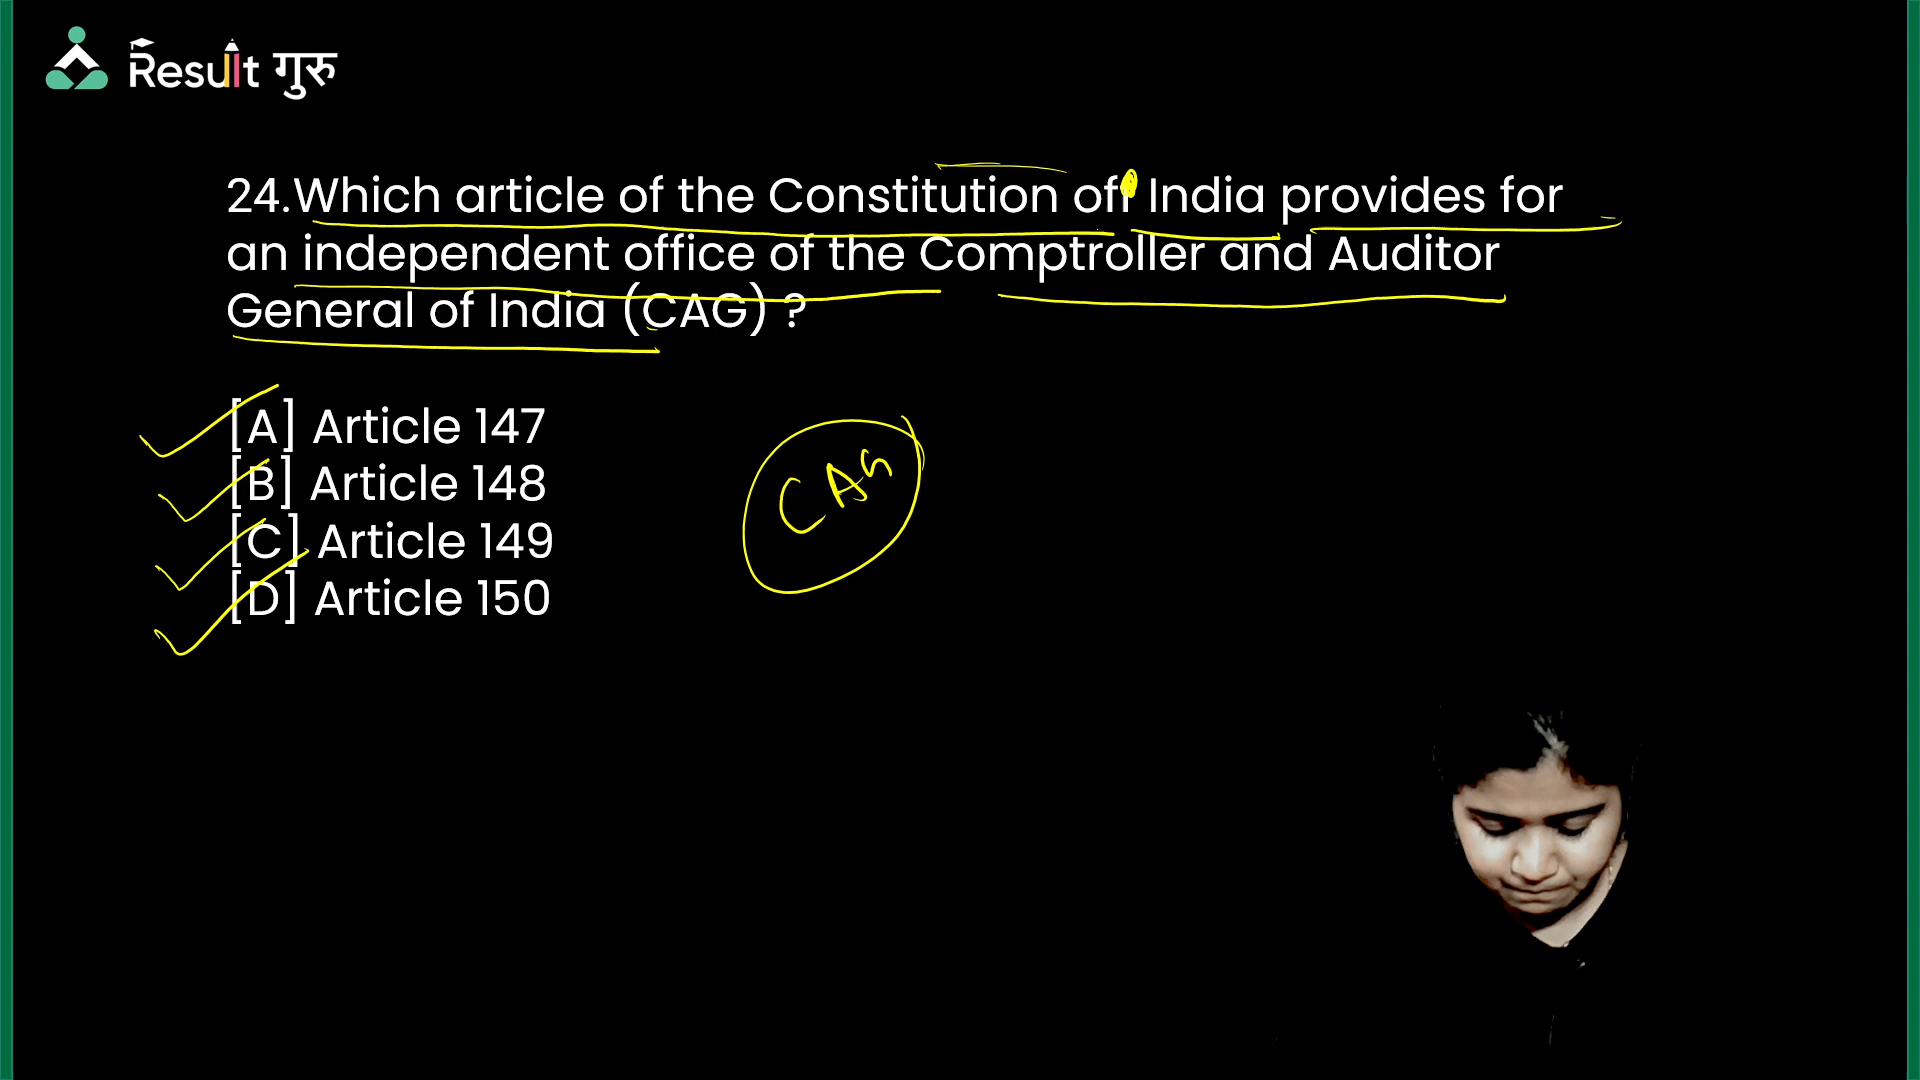 Result गुरु
24.Which article of the Constitution of India provides for
an independent office of the Comptroller and Auditor
General of India (CAG) ?
[A] Article 147
[B] Article 148
[C] Article 149
[D] Article 150
CAG